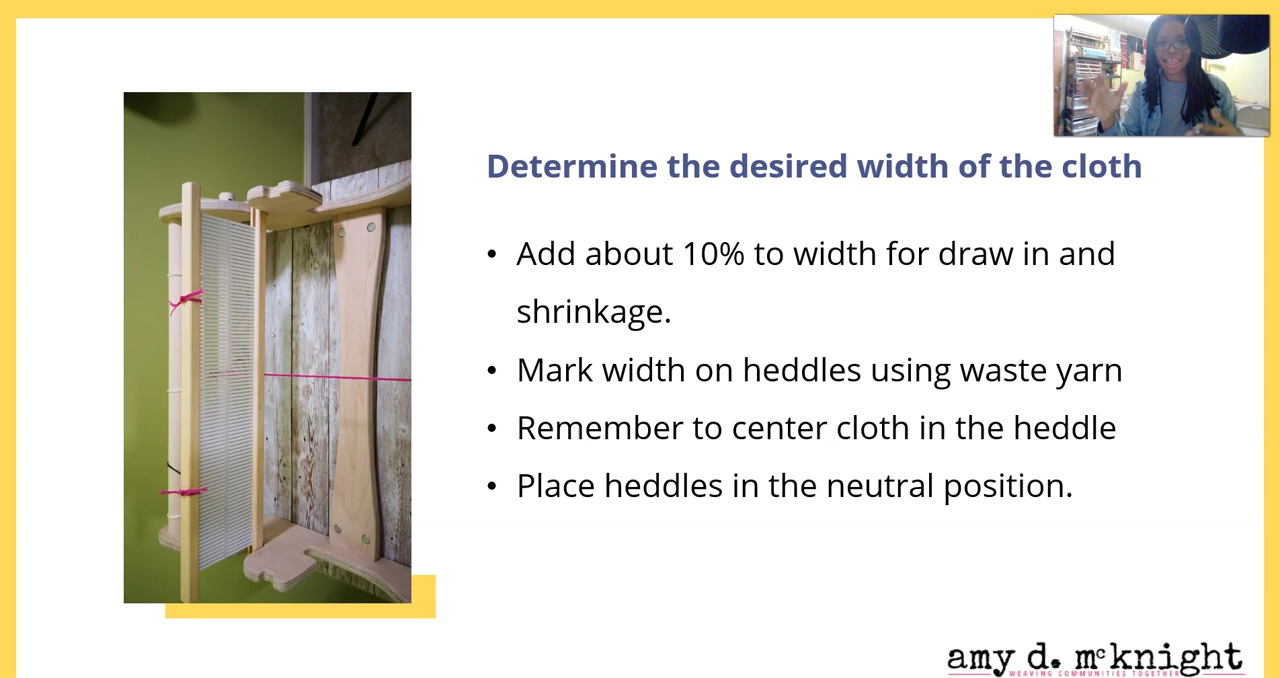 Determine the desired width of the cloth
• Add about 10% to width for draw in and
shrinkage.
• Mark width on heddles using waste yarn
• Remember to center cloth in the heddle
• Place heddles in the neutral position.
amy d. mcknight
WEAVING COMMUNITIES TOGETHER